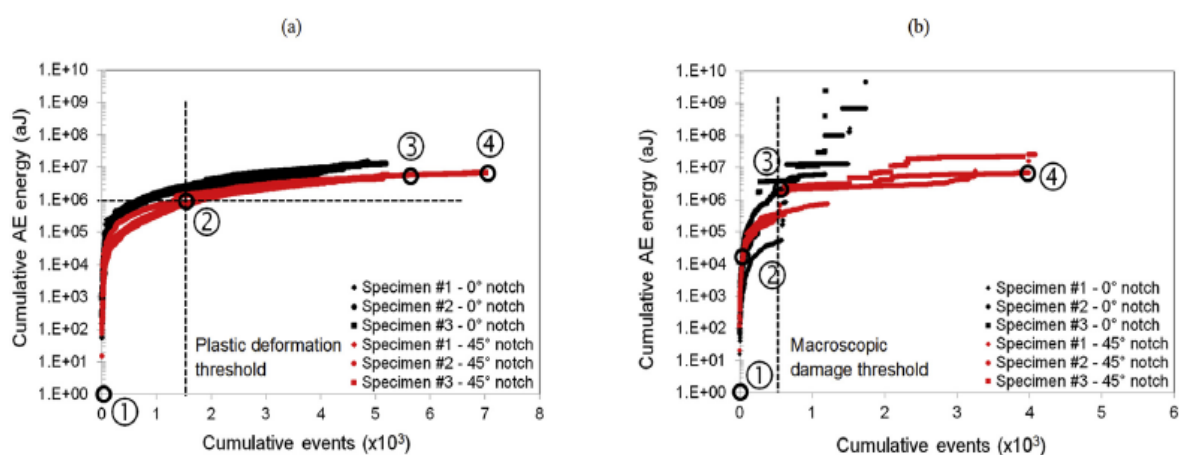 (a)
Cumulative AE energy (aJ)
1.E+10
1.E+09
1.E+08
1.E+07
1.E+06
1.E+05
1.E+04
1.E+03
1.E+02
1.E+01
1.E+00
①
②
③
④
Plastic deformation
threshold
Specimen #1 - 0° notch
Specimen #2 - 0° notch
Specimen #3 - 0° notch
Specimen #1 - 45° notch
Specimen #2 - 45° notch
Specimen #3 - 45° notch
0 1 2 3 4 5 6 7 8
Cumulative events (x10³)
(b)
Cumulative AE energy (aJ)
1.E+10
1.E+09
1.E+08
1.E+07
1.E+06
1.E+05
1.E+04
1.E+03
1.E+02
1.E+01
1.E+00
③
④
②
①
Macroscopic
damage threshold
Specimen #1 - 0° notch
Specimen #2 - 0° notch
Specimen #3 - 0° notch
Specimen #1 - 45° notch
Specimen #2 - 45° notch
Specimen #3 - 45° notch
0 1 2 3 4 5 6
Cumulative events (x10³)